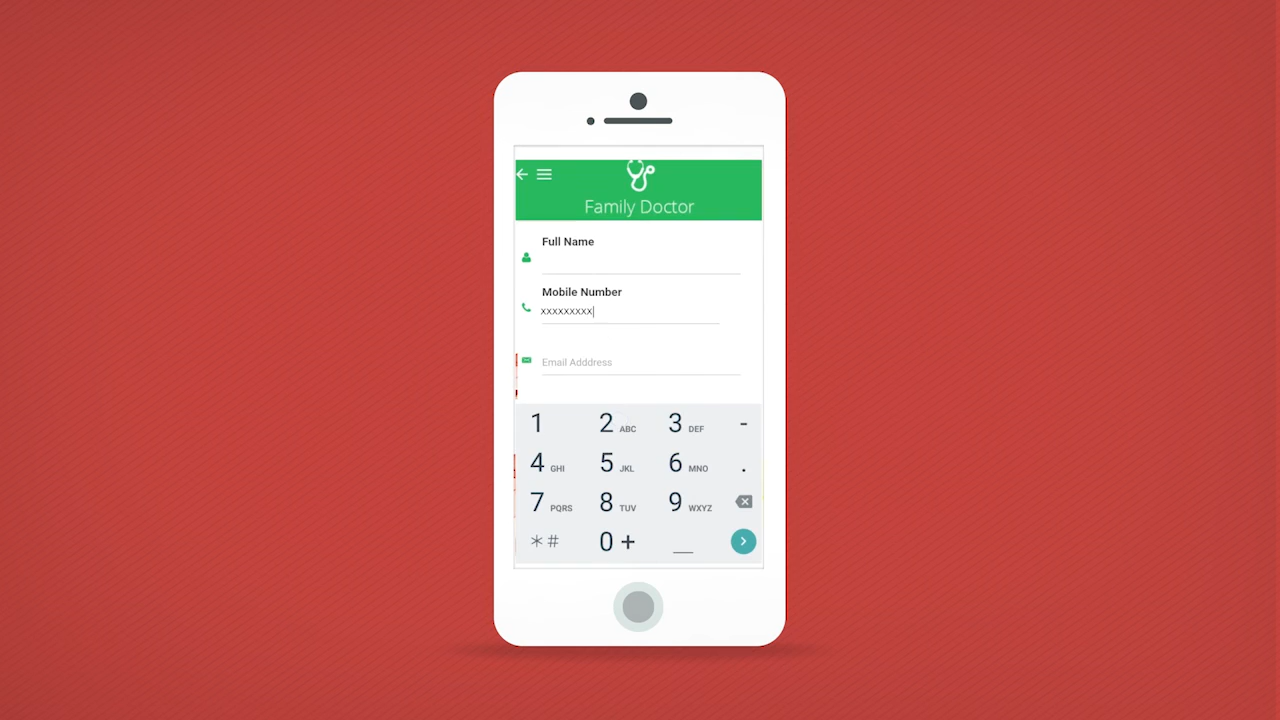 Family Doctor
Full Name
Mobile Number
xxxxxxxxx
Email Adddress
1 2 ABC 3 DEF -
4 GHI 5 JKL 6 MNO .
7 PQRS 8 TUV 9 WXYZ
*# 0 + _